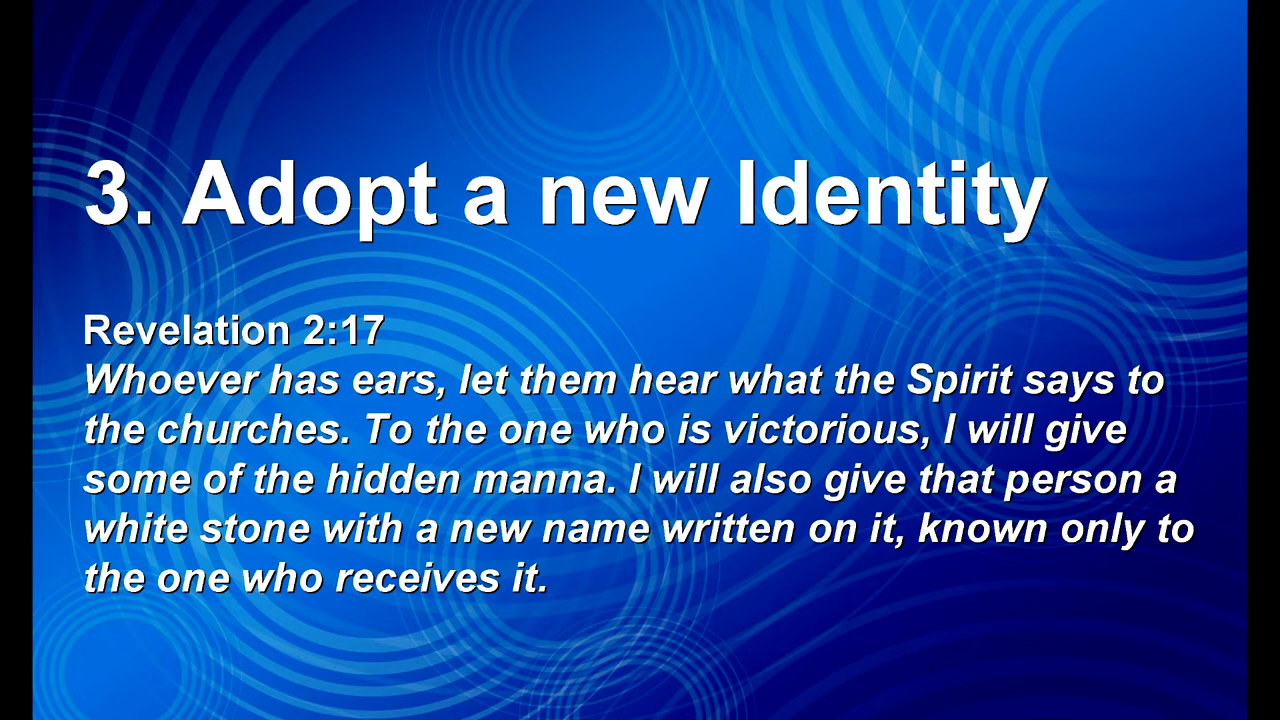 3. Adopt a new Identity
Revelation 2:17
Whoever has ears, let them hear what the Spirit says to
the churches. To the one who is victorious, I will give
some of the hidden manna. I will also give that person a
white stone with a new name written on it, known only to
the one who receives it.